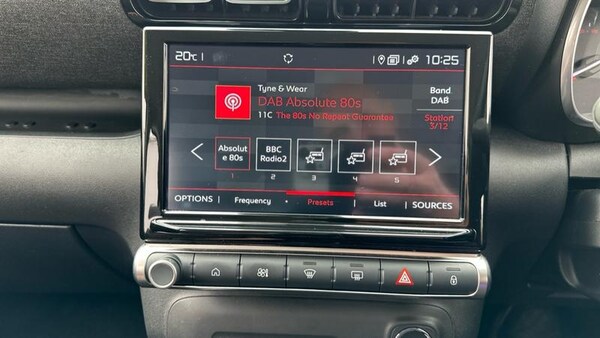 20°C
10:25
Tyne & Wear
DAB Absolute 80s
11C The 80s No Repeat Guarantee
Band
DAB
Station
3/12
Absolut
e 80s
1
BBC
Radio2
2
3
4
5
OPTIONS
Frequency
Presets
List
SOURCES